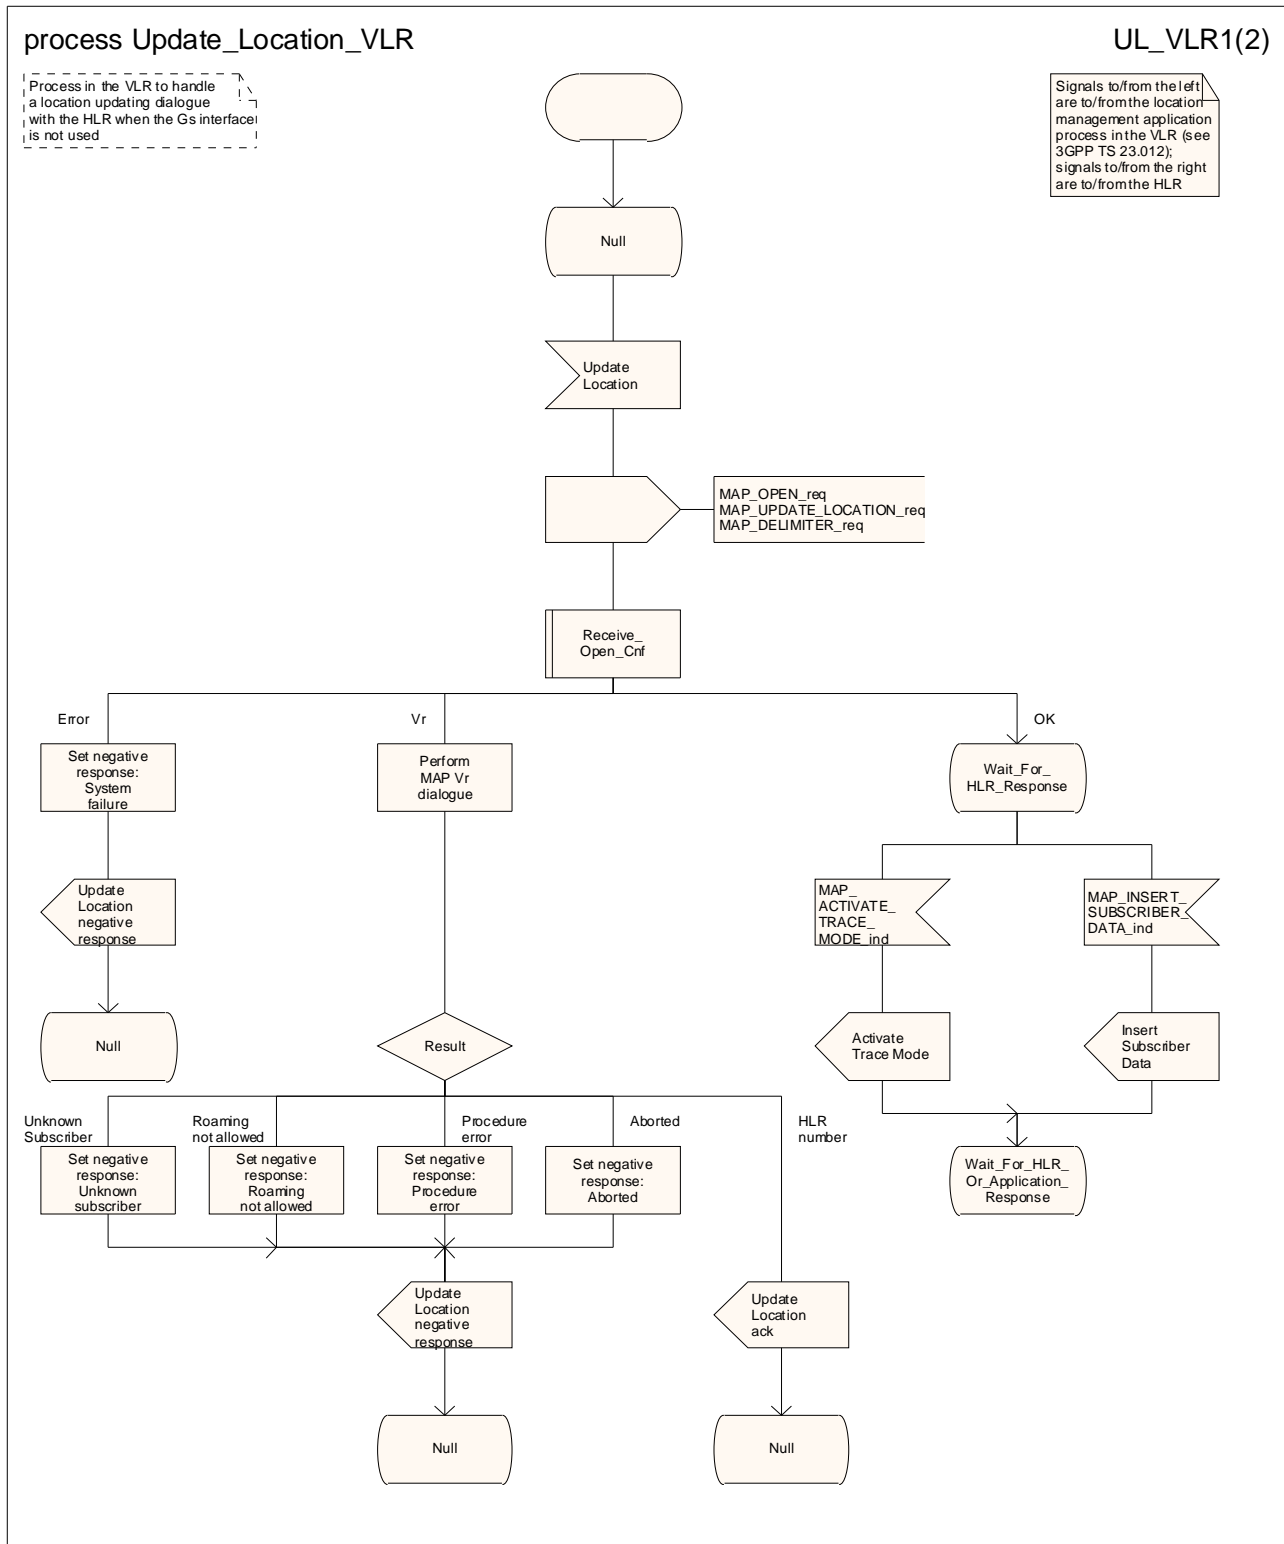 process Update_Location_VLR
UL_VLR1(2)
Process in the VLR to handle
a location updating dialogue
with the HLR when the Gs interface
is not used
Signals to/from the left
are to/from the location
management application
process in the VLR (see
3GPP TS 23.012);
signals to/from the right
are to/from the HLR
Null
Update
Location
MAP_OPEN_req
MAP_UPDATE_LOCATION_req
MAP_DELIMITER_req
Receive_
Open_Cnf
Error
Vr
OK
Set negative
response:
System
failure
Perform
MAP Vr
dialogue
Wait_For_
HLR_Response
Update
Location
negative
response
MAP_
ACTIVATE_
TRACE_
MODE_ind
MAP_INSERT_
SUBSCRIBER_
DATA_ind
Null
Result
Activate
Trace Mode
Insert
Subscriber
Data
Unknown
Subscriber
Roaming
not allowed
Procedure
error
Aborted
HLR
number
Set negative
response:
Unknown
subscriber
Set negative
response:
Roaming
not allowed
Set negative
response:
Procedure
error
Set negative
response:
Aborted
Wait_For_HLR_
Or_Application_
Response
Update
Location
negative
response
Update
Location
ack
Null
Null